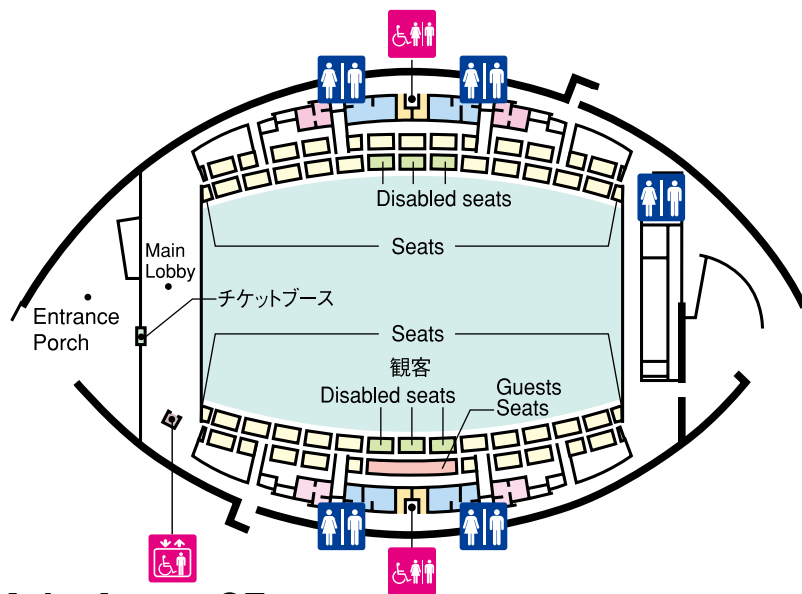 Disabled seats
Seats
Main
Lobby
チケットブース
Entrance
Porch
Seats
観客
Disabled seats
Guests
Seats